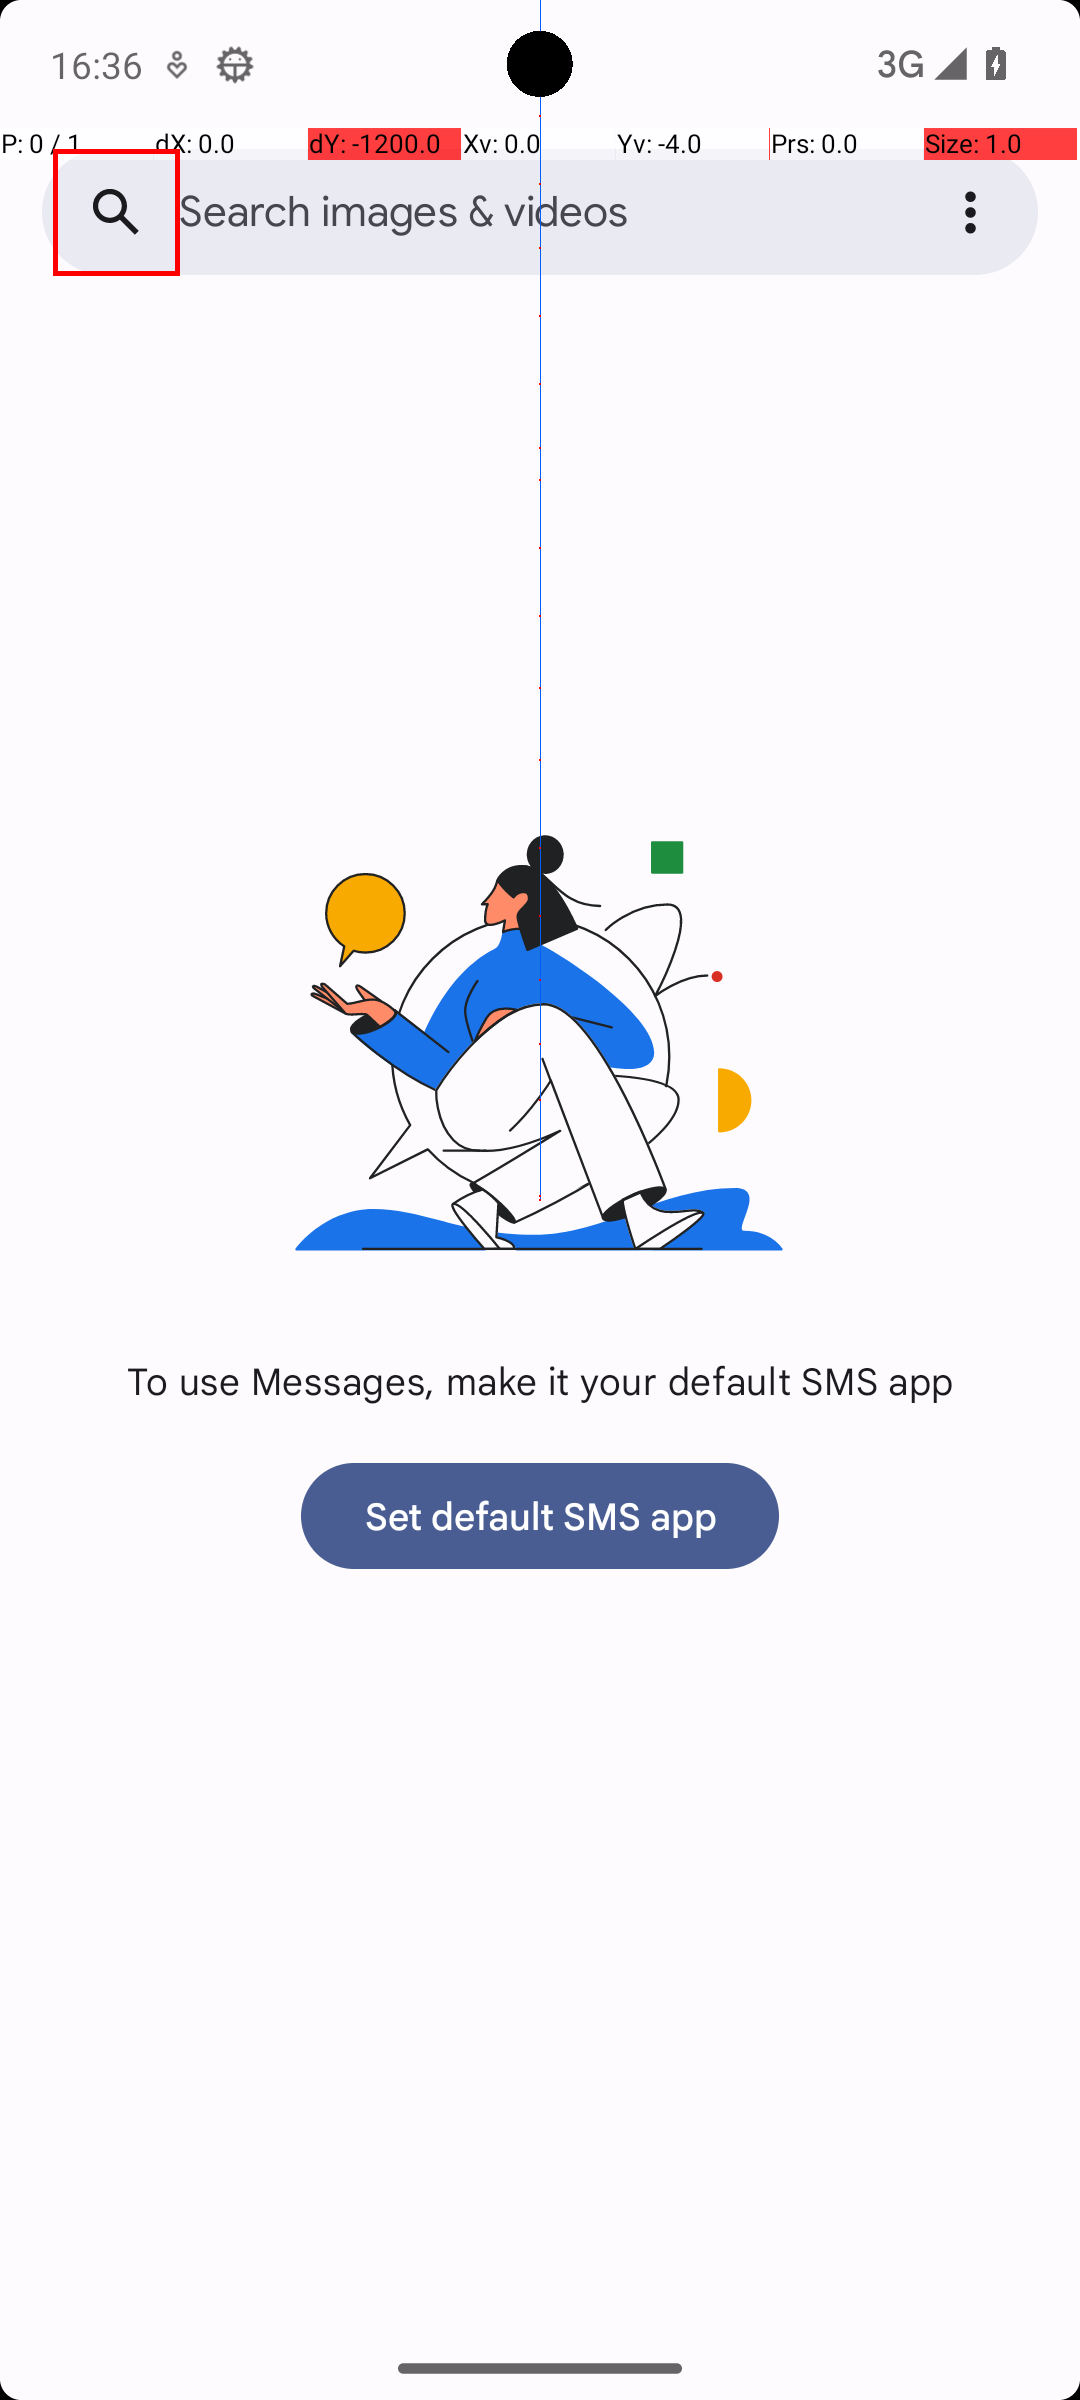 16:36
3G
P: 0 / 1 dX: 0.0 dY: -1200.0 Xv: 0.0 Yv: -4.0 Prs: 0.0 Size: 1.0
Search images & videos
To use Messages, make it your default SMS app
Set default SMS app